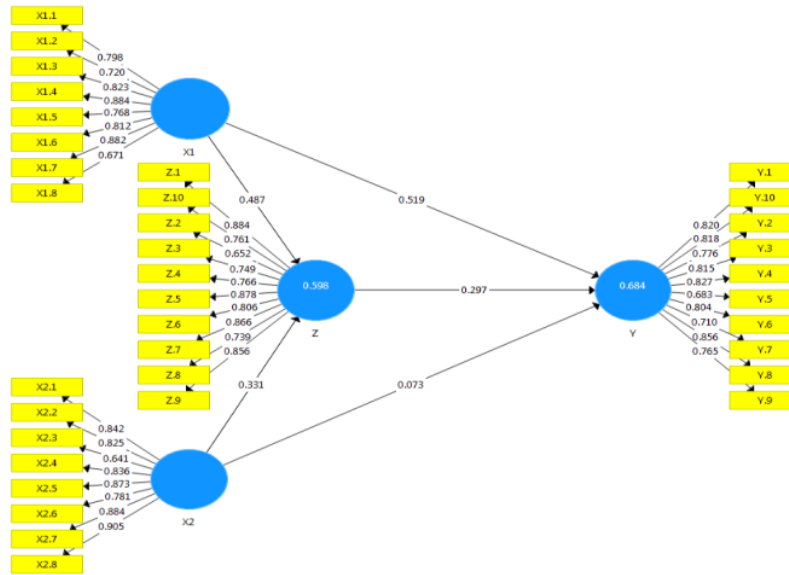 X1.1
X1.2
X1.3
X1.4
X1.5
X1.6
X1.7
X1.8
0.798
0.720
0.823
0.884
0.768
0.812
0.882
0.671
X1
0.487
0.519
Z.1
Z.10
Z.2
Z.3
Z.4
Z.5
Z.6
Z.7
Z.8
Z.9
0.884
0.761
0.652
0.749
0.766
0.878
0.806
0.866
0.739
0.856
0.598
Z
0.297
0.684
Y
0.820
0.818
0.776
0.815
0.827
0.683
0.804
0.710
0.856
0.765
Y.1
Y.10
Y.2
Y.3
Y.4
Y.5
Y.6
Y.7
Y.8
Y.9
0.331
0.073
X2.1
X2.2
X2.3
X2.4
X2.5
X2.6
X2.7
X2.8
0.842
0.825
0.641
0.836
0.873
0.781
0.884
0.905
X2